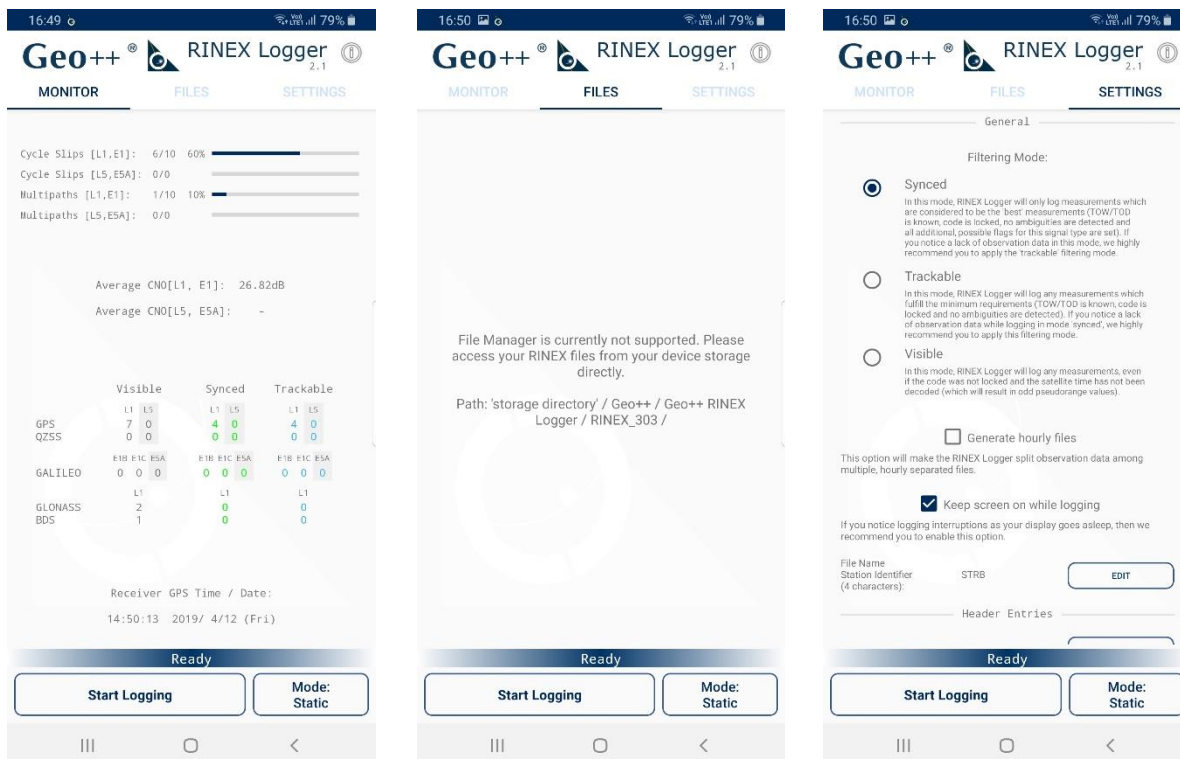 16:49
VoO
LTE1
79%
Geo++ ® RINEX Logger
2.1
MONITOR FILES SETTINGS
Cycle Slips [L1,E1]: 6/10 60%
Cycle Slips [L5,E5A]: 0/0
Multipaths [L1,E1]: 1/10 10%
Multipaths [L5,E5A]: 0/0
Average CN0[L1, E1]: 26.82dB
Average CN0[L5, E5A]: -
Visible Synced Trackable
L1 L5 L1 L5 L1 L5
GPS 7 0 4 0 4 0
QZSS 0 0 0 0 0 0
E1B E1C E5A E1B E1C E5A E1B E1C E5A
GALILEO 0 0 0 0 0 0 0 0 0
L1 L1 L1
GLONASS 2 0 0
BDS 1 0 0
Receiver GPS Time / Date:
14:50:13 2019/ 4/12 (Fri)
Ready
Start Logging
Mode:
Static
16:50
VoO
LTE1
79%
Geo++ ® RINEX Logger
2.1
MONITOR FILES SETTINGS
File Manager is currently not supported. Please
access your RINEX files from your device storage
directly.
Path: 'storage directory' / Geo++ / Geo++ RINEX
Logger / RINEX_303 /
Ready
Start Logging
Mode:
Static
16:50
VoO
LTE1
79%
Geo++ ® RINEX Logger
2.1
MONITOR FILES SETTINGS
General
Filtering Mode:
Synced
In this mode, RINEX Logger will only log measurements which
are considered to be the 'best' measurements (TOW/TOD
is known, code is locked, no ambiguities are detected and
all additional, possible flags for this signal type are set). If
you notice a lack of observation data in this mode, we highly
recommend you to apply the 'trackable' filtering mode.
Trackable
In this mode, RINEX Logger will log any measurements which
fulfill the minimum requirements (TOW/TOD is known, code is
locked and no ambiguities are detected). If you notice a lack
of observation data while logging in mode 'synced', we highly
recommend you to apply this filtering mode.
Visible
In this mode, RINEX Logger will log any measurements, even
if the code was not locked and the satellite time has not been
decoded (which will result in odd pseudorange values).
Generate hourly files
This option will make the RINEX Logger split observation data among
multiple, hourly separated files.
Keep screen on while logging
If you notice logging interruptions as your display goes asleep, then we
recommend you to enable this option.
File Name
Station Identifier
(4 characters):
STRB
EDIT
Header Entries
Ready
Start Logging
Mode:
Static